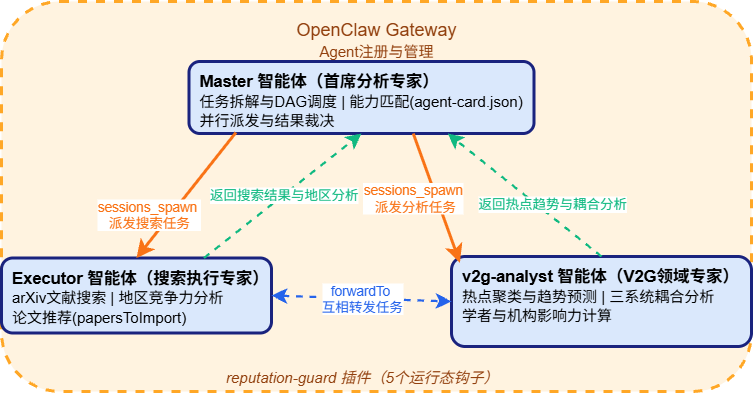 OpenClaw Gateway
Agent注册与管理
Master 智能体（首席分析专家）
任务拆解与DAG调度 | 能力匹配(agent-card.json)
并行派发与结果裁决
返回搜索结果与地区分析
sessions_spawn
派发搜索任务
sessions_spawn
派发分析任务
返回热点趋势与耦合分析
Executor 智能体（搜索执行专家）
arXiv文献搜索 | 地区竞争力分析
论文推荐(papersToImport)
forwardTo
互相转发任务
v2g-analyst 智能体（V2G领域专家）
热点聚类与趋势预测 | 三系统耦合分析
学者与机构影响力计算
reputation-guard 插件（5个运行态钩子）